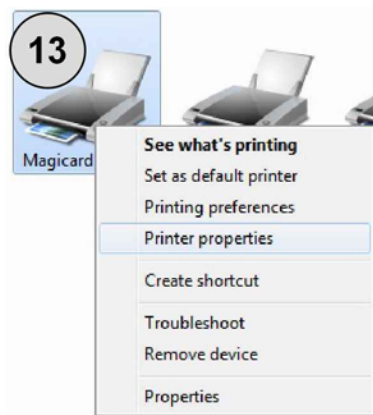 13
Magicard
See what's printing
Set as default printer
Printing preferences
Printer properties
Create shortcut
Troubleshoot
Remove device
Properties